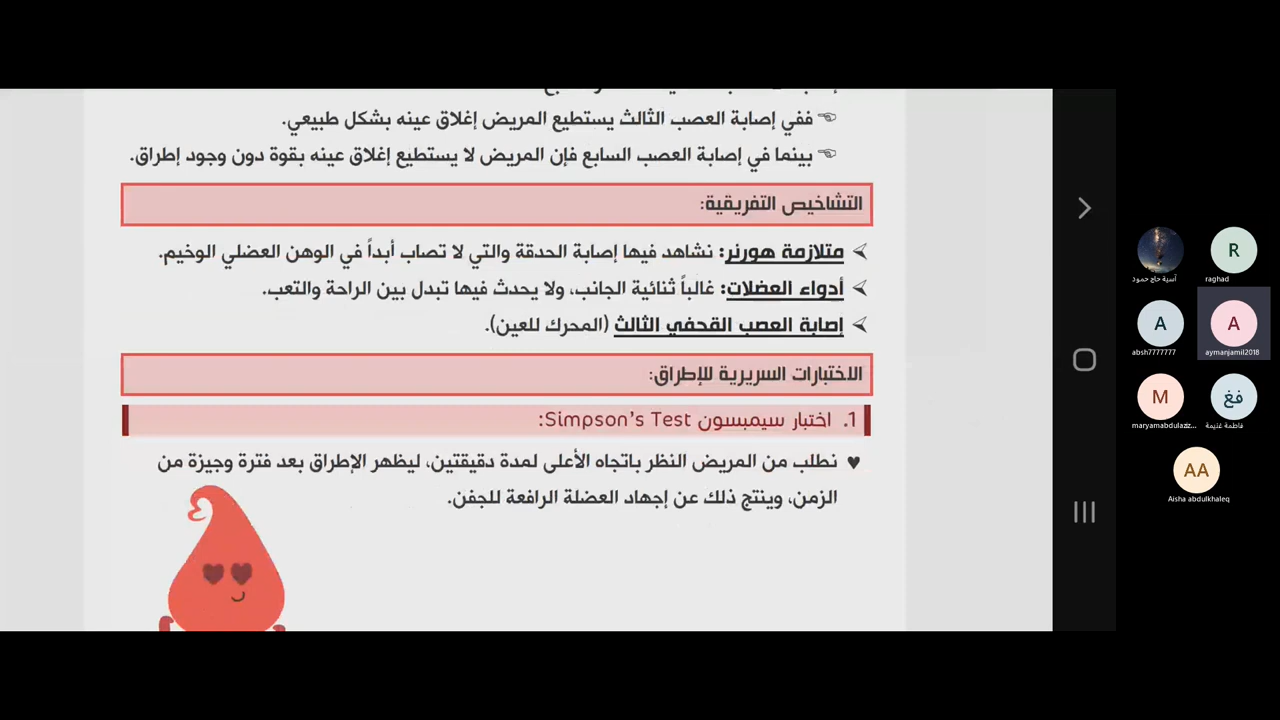 ففي إصابة العصب الثالث يستطيع المريض إغلاق عينه بشكل طبيعي.
بينما في إصابة العصب السابع فإن المريض لا يستطيع إغلاق عينه بقوة دون وجود إطراق.
التشاخيص التفريقية:
متلازمة هورنر: نشاهد فيها إصابة الحدقة والتي لا تصاب أبداً في الوهن العضلي الوخيم.
أدواء العضلات: غالباً ثنائية الجانب، ولا يحدث فيها تبدل بين الراحة والتعب.
إصابة العصب القحفي الثالث (المحرك للعين).
الاختبارات السريرية للإطراق:
1. اختبار سيمبسون Simpson's Test:
♥ نطلب من المريض النظر باتجاه الأعلى لمدة دقيقتين، ليظهر الإطراق بعد فترة وجيزة من
الزمن، وينتج ذلك عن إجهاد العضلة الرافعة للجفن.
آسية حاج حمود
R
raghad
A
absh7777777
A
aymanjamil2018
M
maryamabdulaziz...
فغ
فاطمة غنيمة
AA
Aisha abdulkhaleq